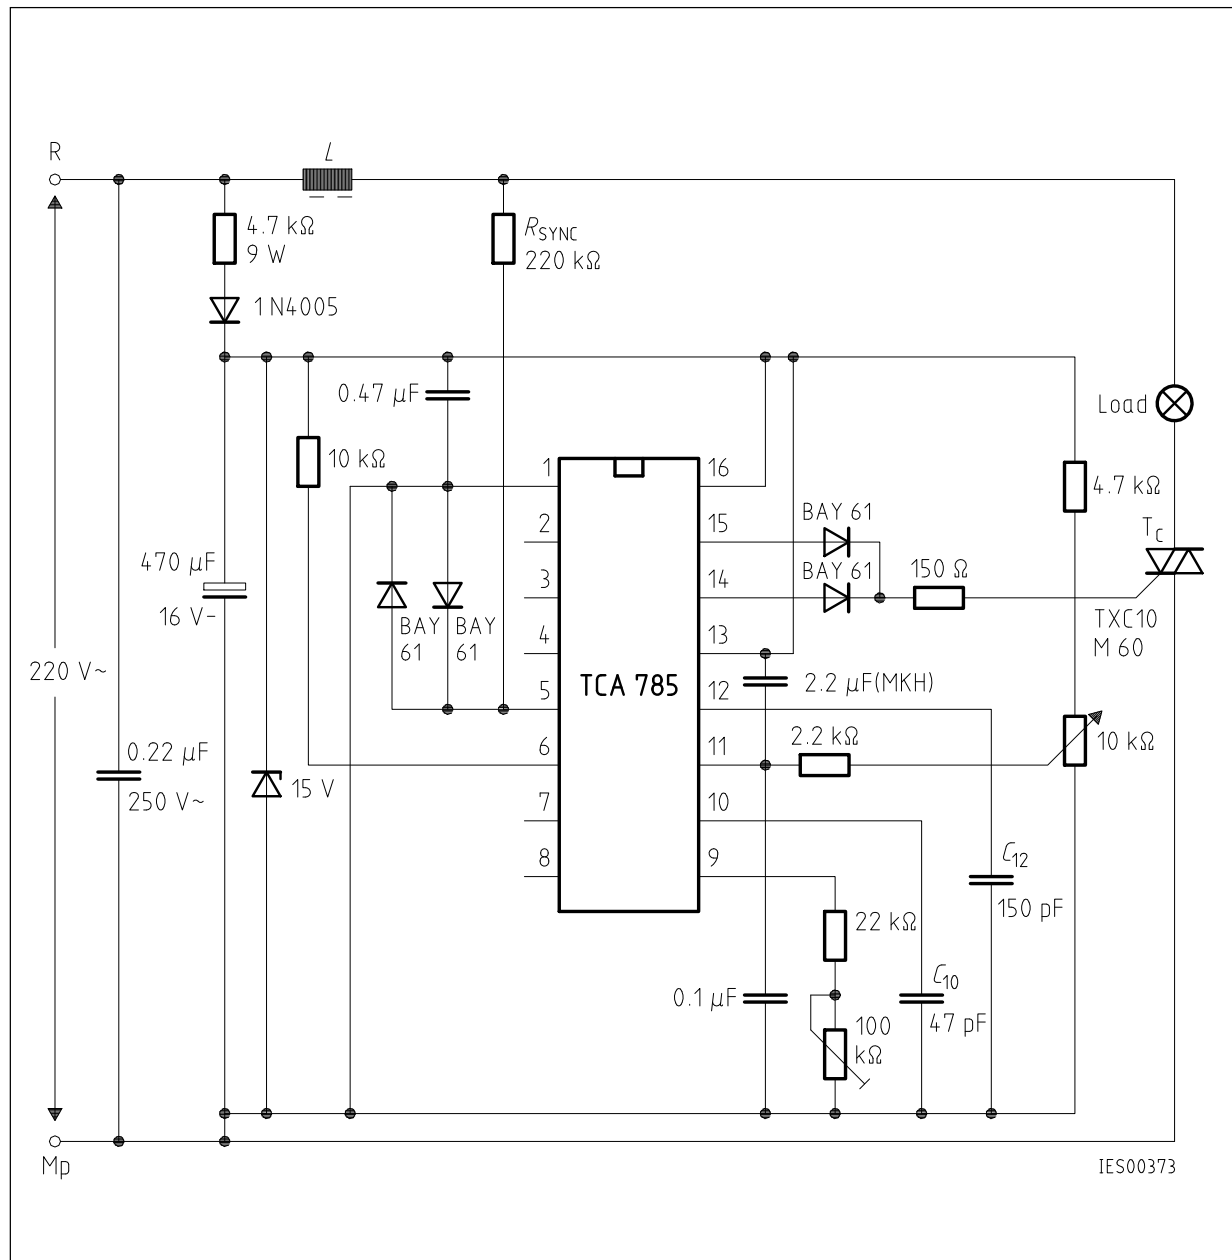 R
L
4.7 kΩ
9 W
R SYNC
220 kΩ
1N4005
0.47 µF
Load
10 kΩ
1
16
4.7 kΩ
2
15
BAY 61
T C
470 µF
16 V-
3
14
BAY 61
150 Ω
BAY
61
BAY
61
4
13
TXC10
M 60
220 V~
5
TCA 785
12
2.2 µF(MKH)
0.22 µF
250 V~
6
11
2.2 kΩ
10 kΩ
15 V
7
10
8
9
C 12
150 pF
22 kΩ
0.1 µF
C 10
47 pF
100
kΩ
Mp
IES00373